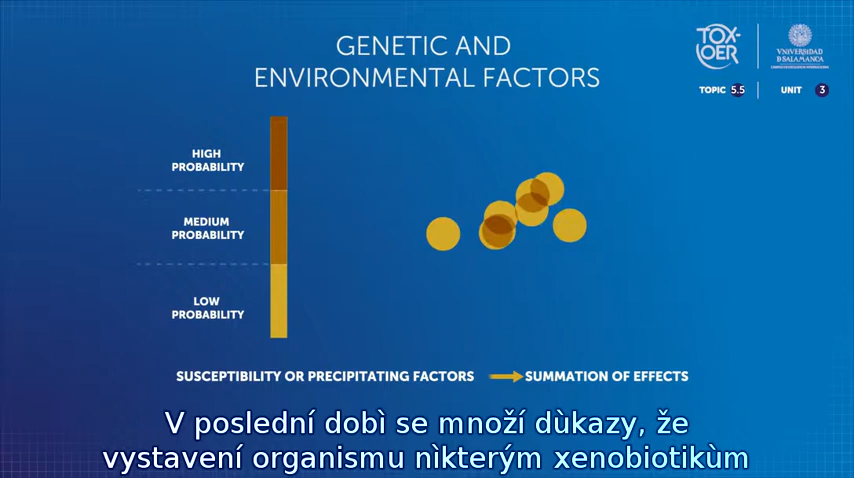 GENETIC AND
ENVIRONMENTAL FACTORS
TOX-
OER
VNIVERSIDAD
D SALAMANCA
TOPIC 5.5
UNIT 3
HIGH
PROBABILITY
MEDIUM
PROBABILITY
LOW
PROBABILITY
SUSCEPTIBILITY OR PRECIPITATING FACTORS
SUMMATION OF EFFECTS
V poslední dobì se množí dùkazy, že
vystavení organismu nìkterým xenobiotikùm